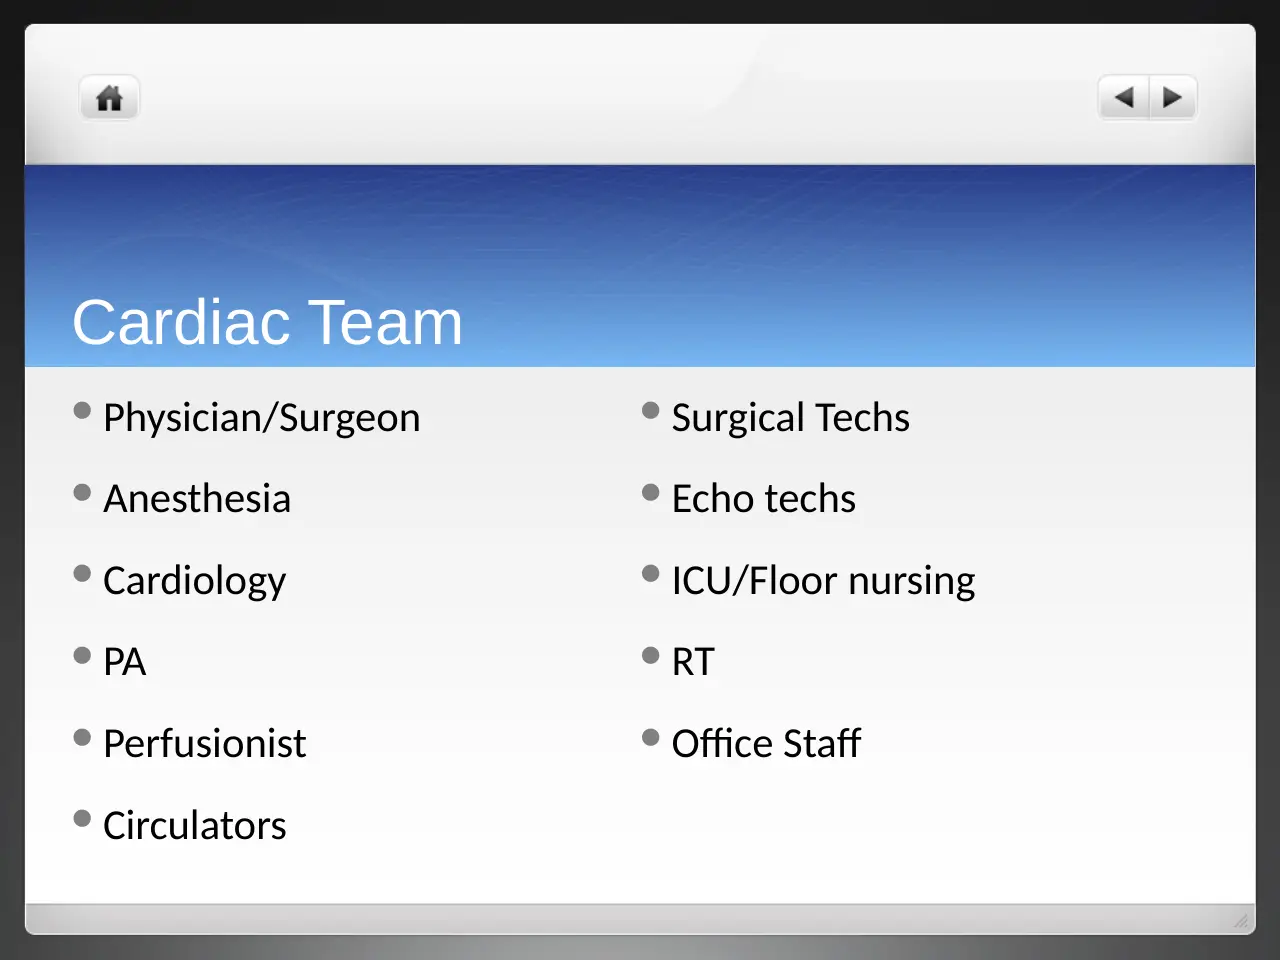 Cardiac Team
Physician/Surgeon
Anesthesia
Cardiology
PA
Perfusionist
Circulators
Surgical Techs
Echo techs
ICU/Floor nursing
RT
Office Staff